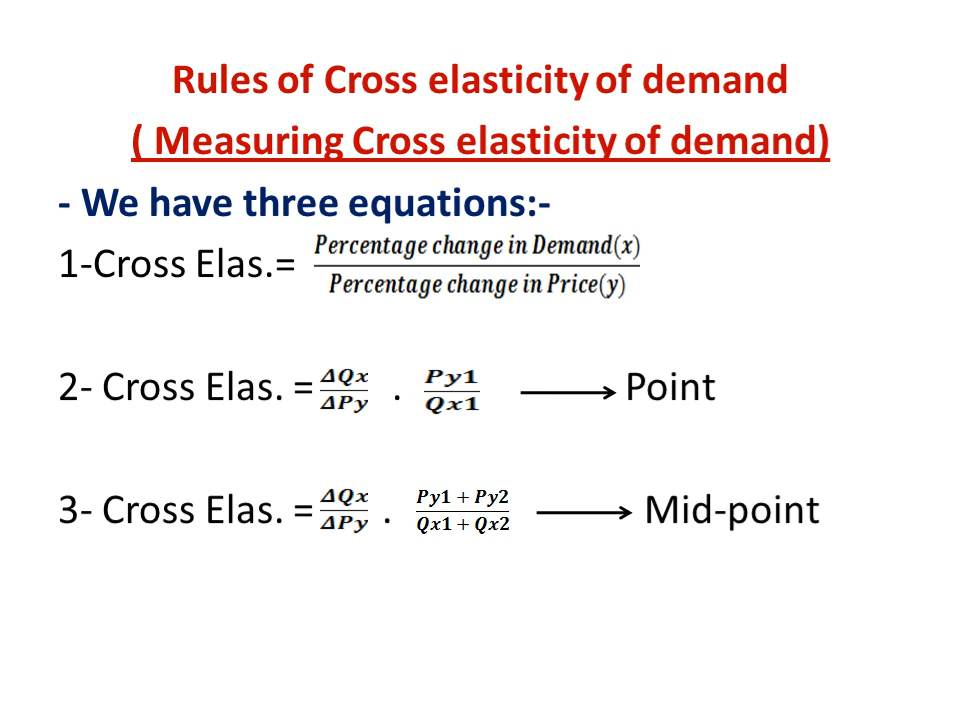 Rules of Cross elasticity of demand
( Measuring Cross elasticity of demand)
- We have three equations:-
1-Cross Elas.= Percentage change in Demand(x) / Percentage change in Price(y)
2- Cross Elas. = ΔQx / ΔPy . Py1 / Qx1 → Point
3- Cross Elas. = ΔQx / ΔPy . Py1 + Py2 / Qx1 + Qx2 → Mid-point